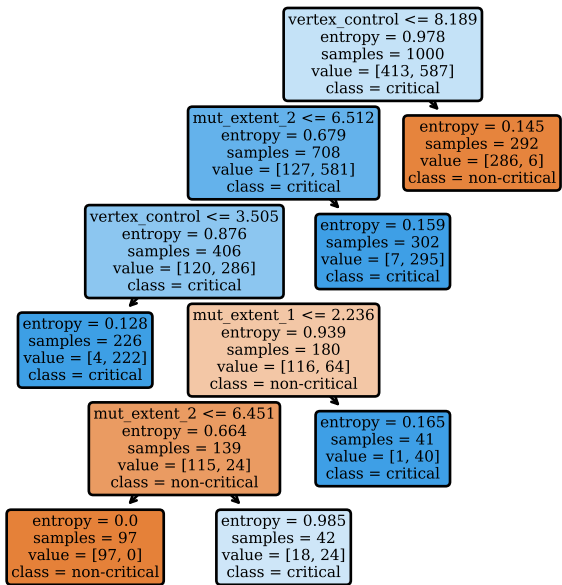 vertex_control <= 8.189
entropy = 0.978
samples = 1000
value = [413, 587]
class = critical
mut_extent_2 <= 6.512
entropy = 0.679
samples = 708
value = [127, 581]
class = critical
entropy = 0.145
samples = 292
value = [286, 6]
class = non-critical
vertex_control <= 3.505
entropy = 0.876
samples = 406
value = [120, 286]
class = critical
entropy = 0.159
samples = 302
value = [7, 295]
class = critical
entropy = 0.128
samples = 226
value = [4, 222]
class = critical
mut_extent_1 <= 2.236
entropy = 0.939
samples = 180
value = [116, 64]
class = non-critical
mut_extent_2 <= 6.451
entropy = 0.664
samples = 139
value = [115, 24]
class = non-critical
entropy = 0.165
samples = 41
value = [1, 40]
class = critical
entropy = 0.0
samples = 97
value = [97, 0]
class = non-critical
entropy = 0.985
samples = 42
value = [18, 24]
class = critical